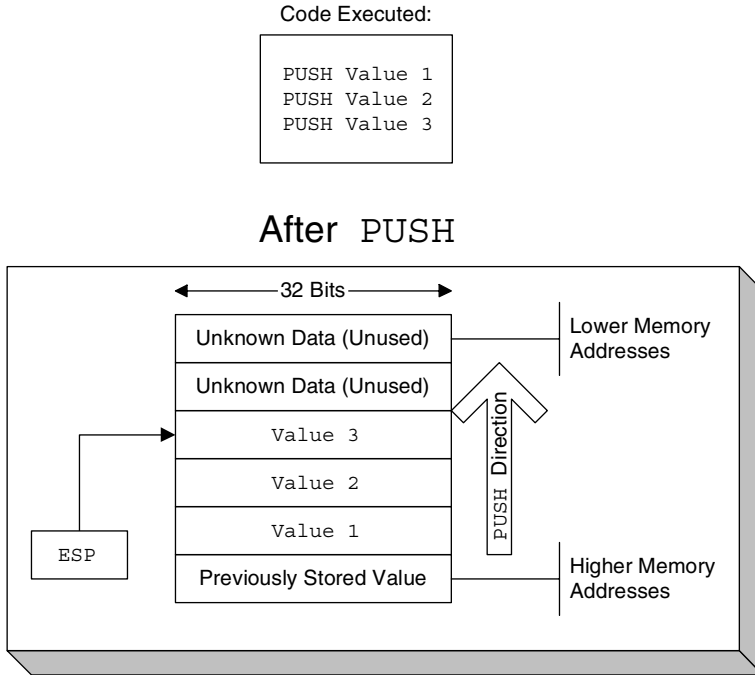 Code Executed:
PUSH Value 1
PUSH Value 2
PUSH Value 3
After PUSH
32 Bits
Unknown Data (Unused)
Lower Memory
Addresses
Unknown Data (Unused)
Value 3
PUSH Direction
Value 2
Value 1
ESP
Previously Stored Value
Higher Memory
Addresses